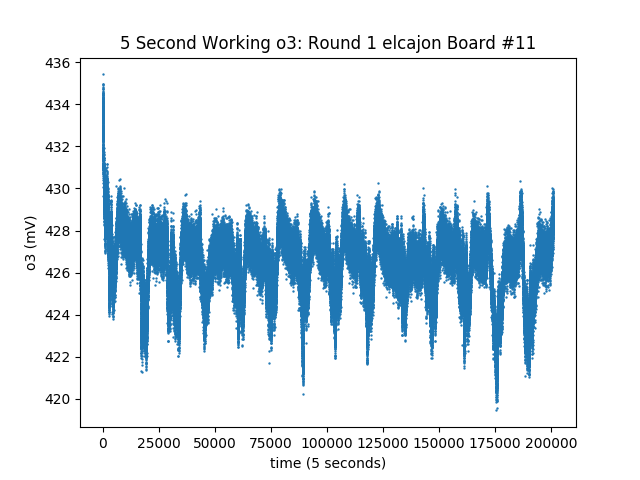 5 Second Working o3: Round 1 elcajon Board #11
436
434
432
430
428
426
424
422
420
o3 (mV)
0 25000 50000 75000 100000 125000 150000 175000 200000
time (5 seconds)